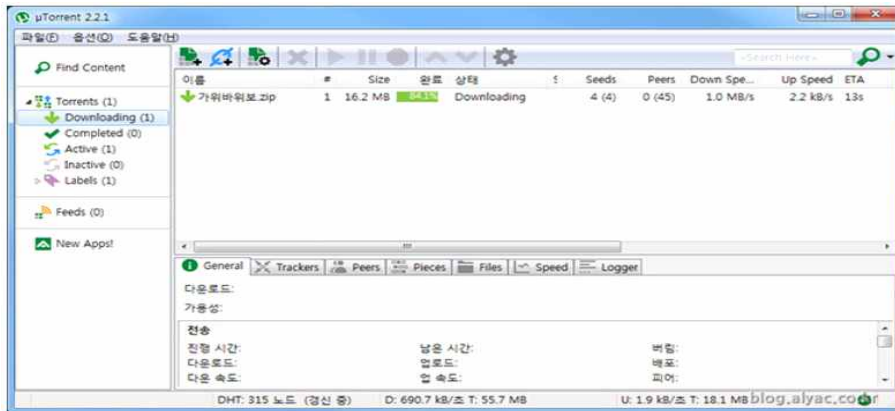 µTorrent 2.2.1
파일(F) 옵션(O) 도움말(H)
Find Content
-Search Here-
이름 # Size 완료 상태 Seeds Peers Down Spe... Up Speed ETA
Torrents (1)
가위바위보.zip 1 16.2 MB 84.1% Downloading 4 (4) 0 (45) 1.0 MB/s 2.2 kB/s 13s
Downloading (1)
Completed (0)
Active (1)
Inactive (0)
Labels (1)
Feeds (0)
New Apps!
General Trackers Peers Pieces Files Speed Logger
다운로드:
가용성:
전송
진행 시간: 남은 시간: 버림:
다운로드: 업로드: 배포:
다운 속도: 업 속도: 피어:
DHT: 315 노드 (갱신 중) D: 690.7 kB/초 T: 55.7 MB U: 1.9 kB/초 T: 18.1 MB
blog.alyac.co.kr